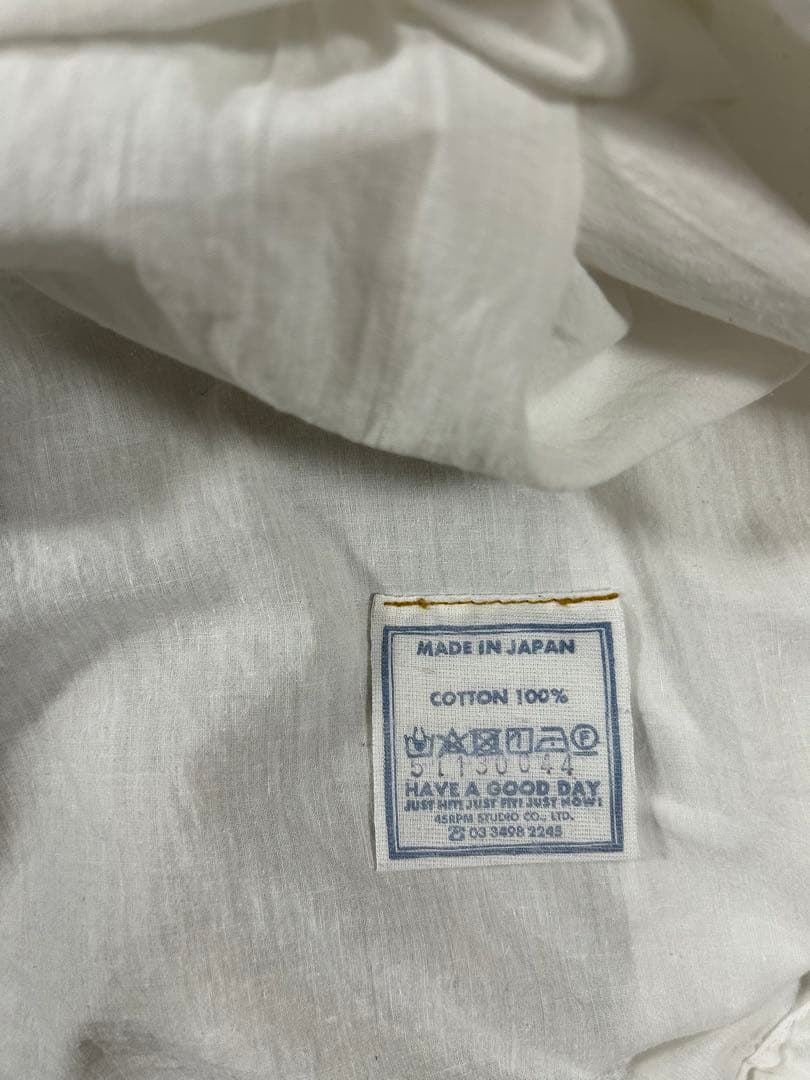 MADE IN JAPAN
COTTON 100%
51130044
HAVE A GOOD DAY
JUST HIT! JUST FIT! JUST NOW!
45RPM STUDIO CO., LTD.
☎ 03 3498 2245